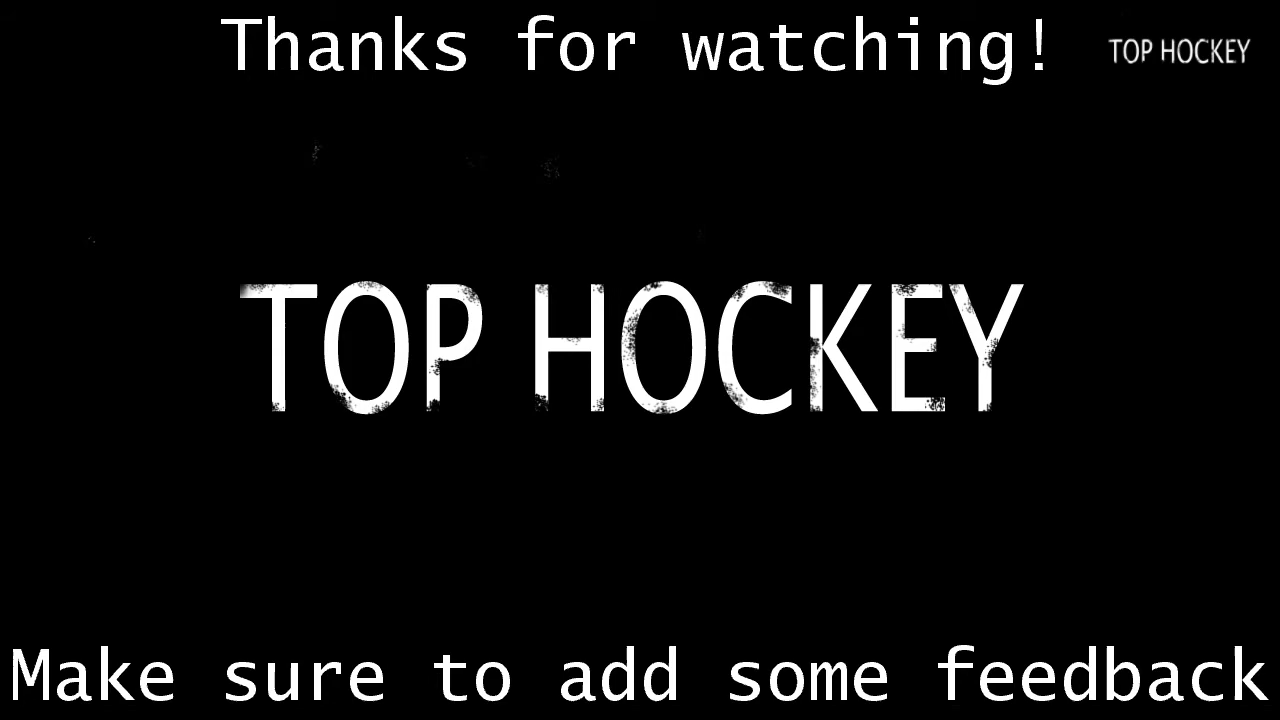 Thanks for watching!
TOP HOCKEY
TOP HOCKEY
Make sure to add some feedback